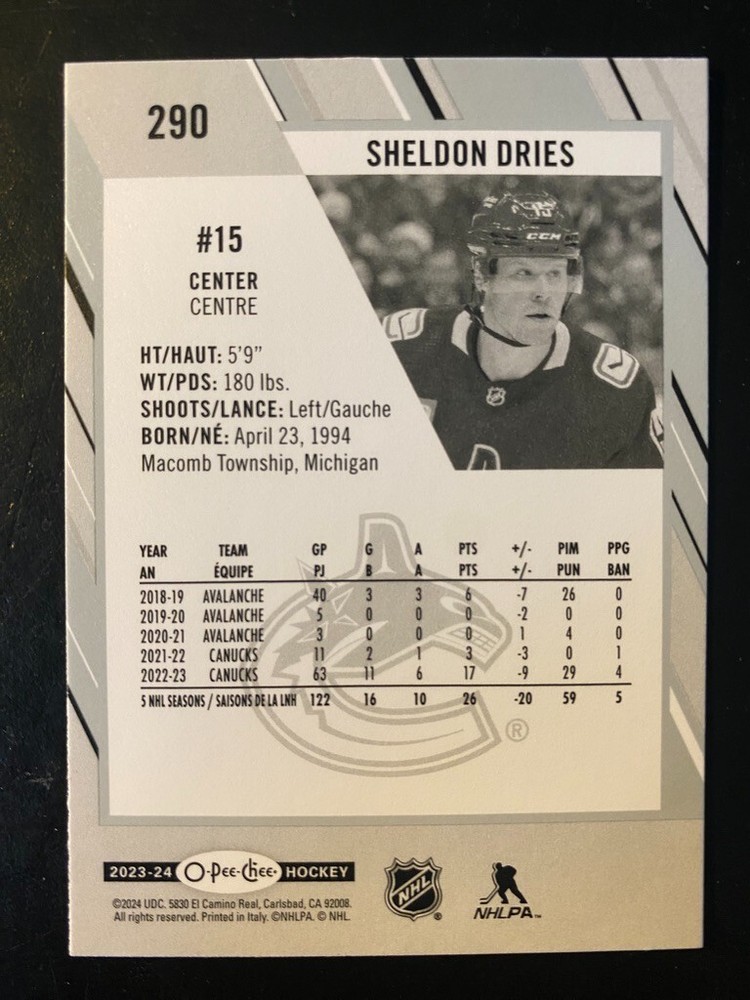 290
SHELDON DRIES
#15
CENTER
CENTRE
HT/HAUT: 5'9"
WT/PDS: 180 lbs.
SHOOTS/LANCE: Left/Gauche
BORN/NÉ: April 23, 1994
Macomb Township, Michigan
CCM
YEAR TEAM GP G A PTS +/- PIM PPG
AN ÉQUIPE PJ B A PTS +/- PUN BAN
2018-19 AVALANCHE 40 3 3 6 -7 26 0
2019-20 AVALANCHE 5 0 0 0 -2 0 0
2020-21 AVALANCHE 3 0 0 0 1 4 0
2021-22 CANUCKS 11 2 1 3 -3 0 1
2022-23 CANUCKS 63 11 6 17 -9 29 4
5 NHL SEASONS / SAISONS DE LA LNH 122 16 10 26 -20 59 5
®
2023-24 O-Pee-Chee HOCKEY
©2024 UDC. 5830 El Camino Real, Carlsbad, CA 92008.
All rights reserved. Printed in Italy. ©NHLPA. © NHL.
NHL ®
NHLPA™